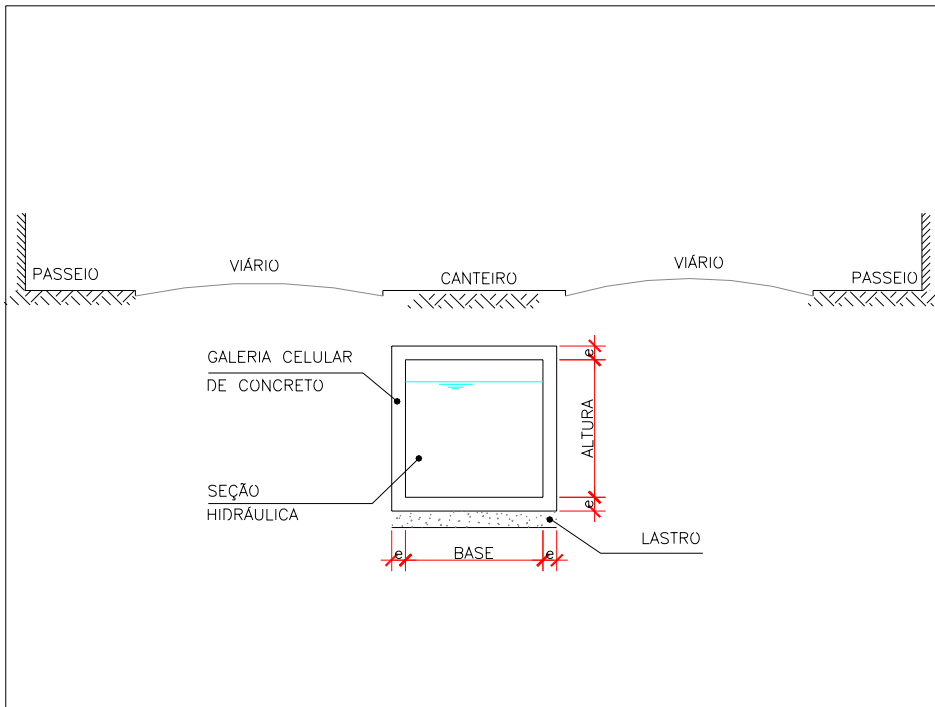 PASSEIO
VIÁRIO
CANTEIRO
VIÁRIO
PASSEIO
GALERIA CELULAR
DE CONCRETO
e
ALTURA
e
SEÇÃO
HIDRÁULICA
LASTRO
e
BASE
e